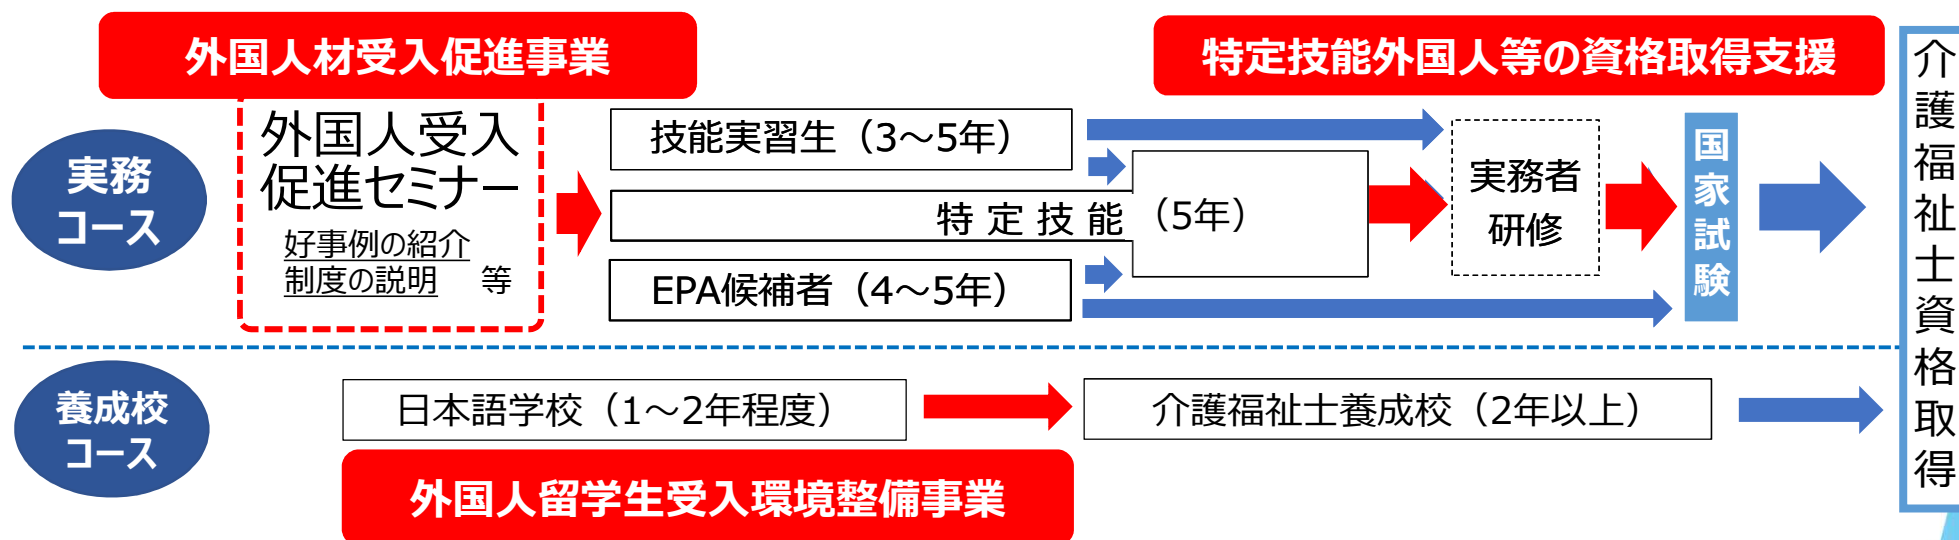 外国人材受入促進事業
特定技能外国人等の資格取得支援
実務
コース
外国人受入
促進セミナー
好事例の紹介
制度の説明 等
技能実習生（3～5年）
特定技能（5年）
EPA候補者（4～5年）
実務者
研修
国家試験
介護福祉士資格取得
養成校
コース
日本語学校（1～2年程度）
介護福祉士養成校（2年以上）
外国人留学生受入環境整備事業